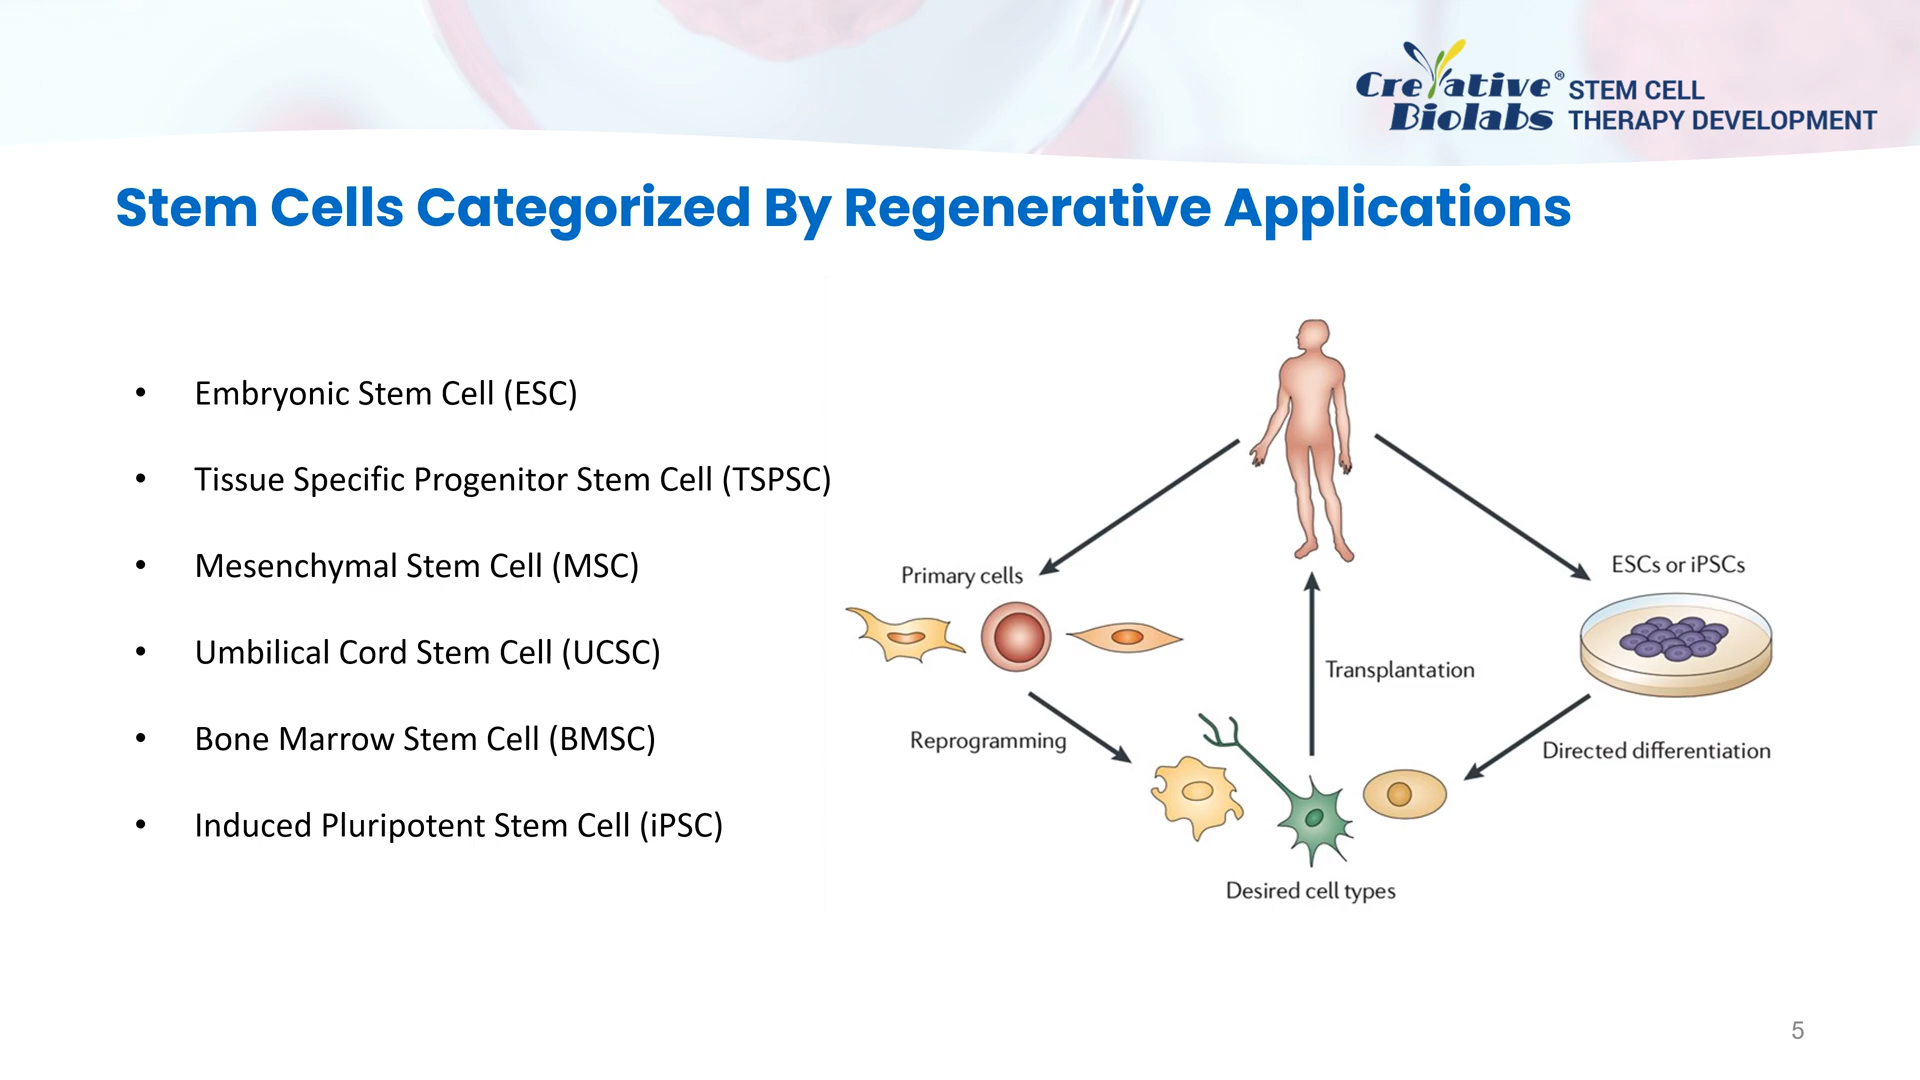 Creative® STEM CELL
Biolabs THERAPY DEVELOPMENT
Stem Cells Categorized By Regenerative Applications
• Embryonic Stem Cell (ESC)
• Tissue Specific Progenitor Stem Cell (TSPSC)
• Mesenchymal Stem Cell (MSC)
• Umbilical Cord Stem Cell (UCSC)
• Bone Marrow Stem Cell (BMSC)
• Induced Pluripotent Stem Cell (iPSC)
Primary cells
ESCs or iPSCs
Transplantation
Reprogramming
Directed differentiation
Desired cell types
5